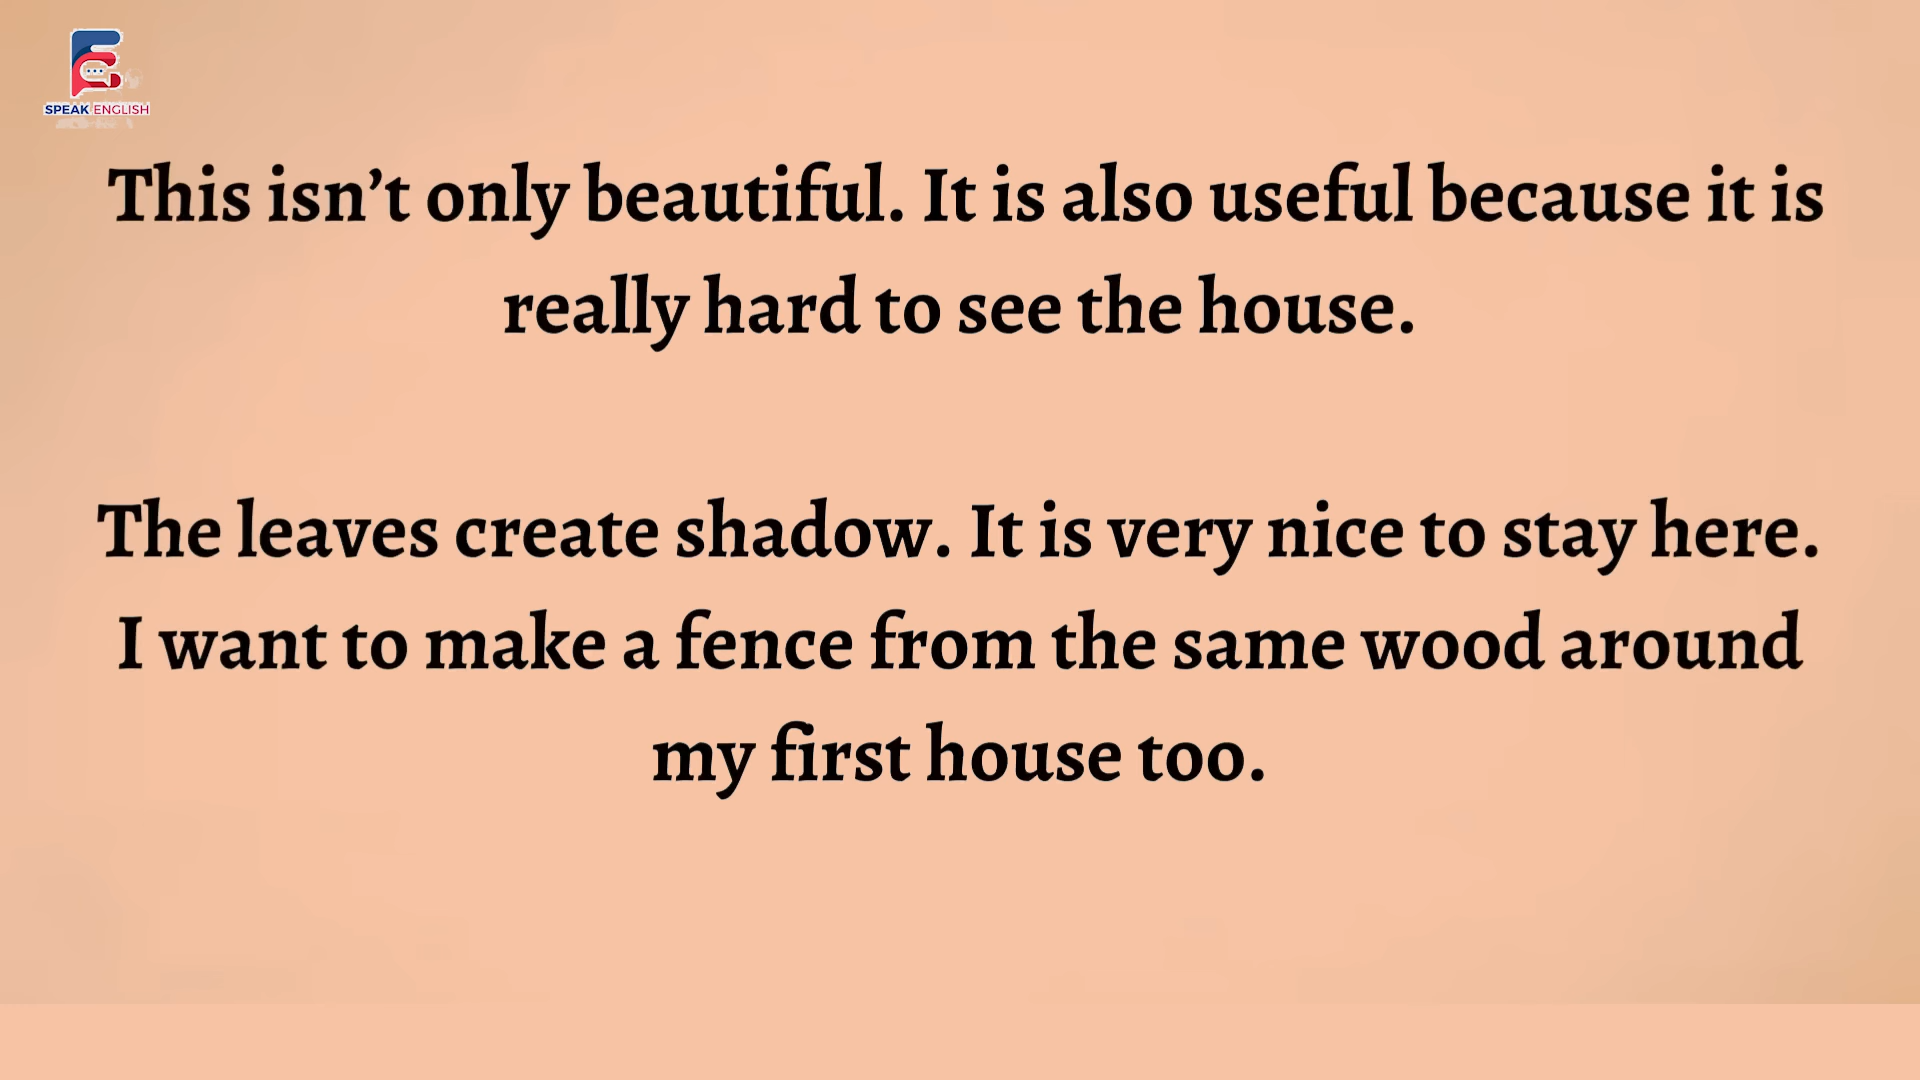 SPEAK ENGLISH
This isn’t only beautiful. It is also useful because it is
really hard to see the house.
The leaves create shadow. It is very nice to stay here.
I want to make a fence from the same wood around
my first house too.